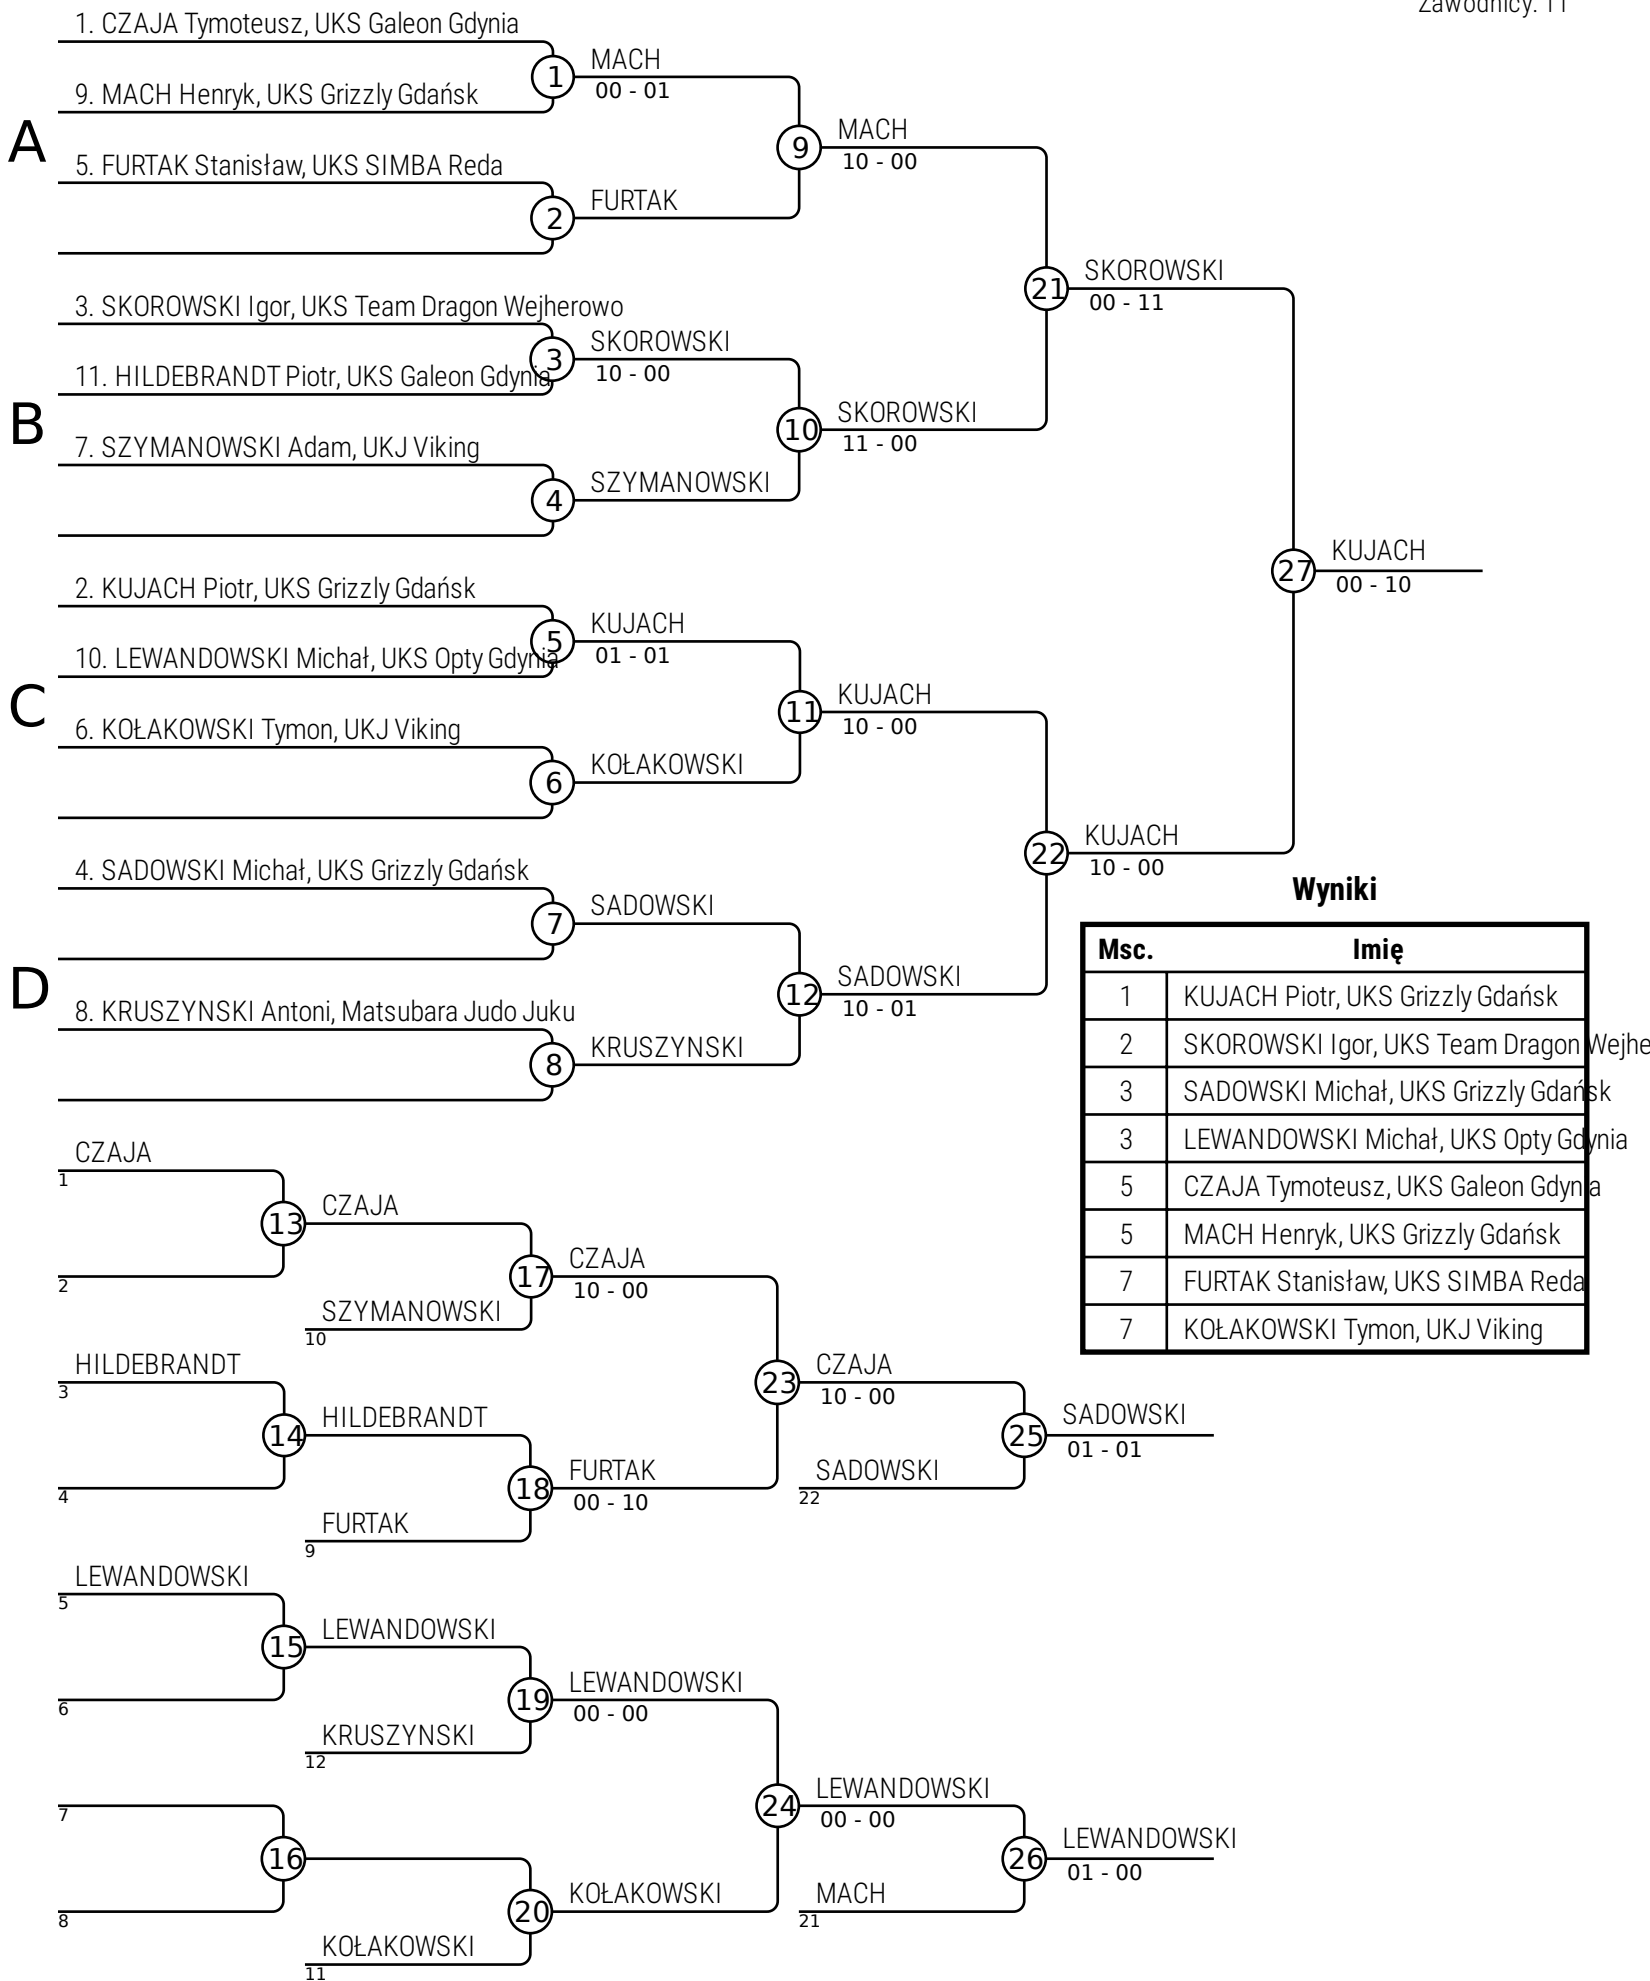 Zawodnicy: 11
1. CZAJA Tymoteusz, UKS Galeon Gdynia
9. MACH Henryk, UKS Grizzly Gdańsk
1
MACH
00 - 01
A
5. FURTAK Stanisław, UKS SIMBA Reda
2
FURTAK
9
MACH
10 - 00
3. SKOROWSKI Igor, UKS Team Dragon Wejherowo
11. HILDEBRANDT Piotr, UKS Galeon Gdynia
3
SKOROWSKI
10 - 00
B
7. SZYMANOWSKI Adam, UKJ Viking
4
SZYMANOWSKI
10
SKOROWSKI
11 - 00
21
SKOROWSKI
00 - 11
2. KUJACH Piotr, UKS Grizzly Gdańsk
10. LEWANDOWSKI Michał, UKS Opty Gdynia
5
KUJACH
01 - 01
C
6. KOŁAKOWSKI Tymon, UKJ Viking
6
KOŁAKOWSKI
11
KUJACH
10 - 00
4. SADOWSKI Michał, UKS Grizzly Gdańsk
7
SADOWSKI
D
8. KRUSZYNSKI Antoni, Matsubara Judo Juku
8
KRUSZYNSKI
12
SADOWSKI
10 - 01
22
KUJACH
10 - 00
27
KUJACH
00 - 10
Wyniki
Msc. Imię
1 KUJACH Piotr, UKS Grizzly Gdańsk
2 SKOROWSKI Igor, UKS Team Dragon Wejhe
3 SADOWSKI Michał, UKS Grizzly Gdańsk
3 LEWANDOWSKI Michał, UKS Opty Gdynia
5 CZAJA Tymoteusz, UKS Galeon Gdynia
5 MACH Henryk, UKS Grizzly Gdańsk
7 FURTAK Stanisław, UKS SIMBA Reda
7 KOŁAKOWSKI Tymon, UKJ Viking
CZAJA
1
2
13
CZAJA
SZYMANOWSKI
10
17
CZAJA
10 - 00
HILDEBRANDT
3
4
14
HILDEBRANDT
FURTAK
9
18
FURTAK
00 - 10
23
CZAJA
10 - 00
SADOWSKI
22
25
SADOWSKI
01 - 01
LEWANDOWSKI
5
6
15
LEWANDOWSKI
KRUSZYNSKI
12
19
LEWANDOWSKI
00 - 00
7
8
16
KOŁAKOWSKI
11
20
KOŁAKOWSKI
24
LEWANDOWSKI
00 - 00
MACH
21
26
LEWANDOWSKI
01 - 00